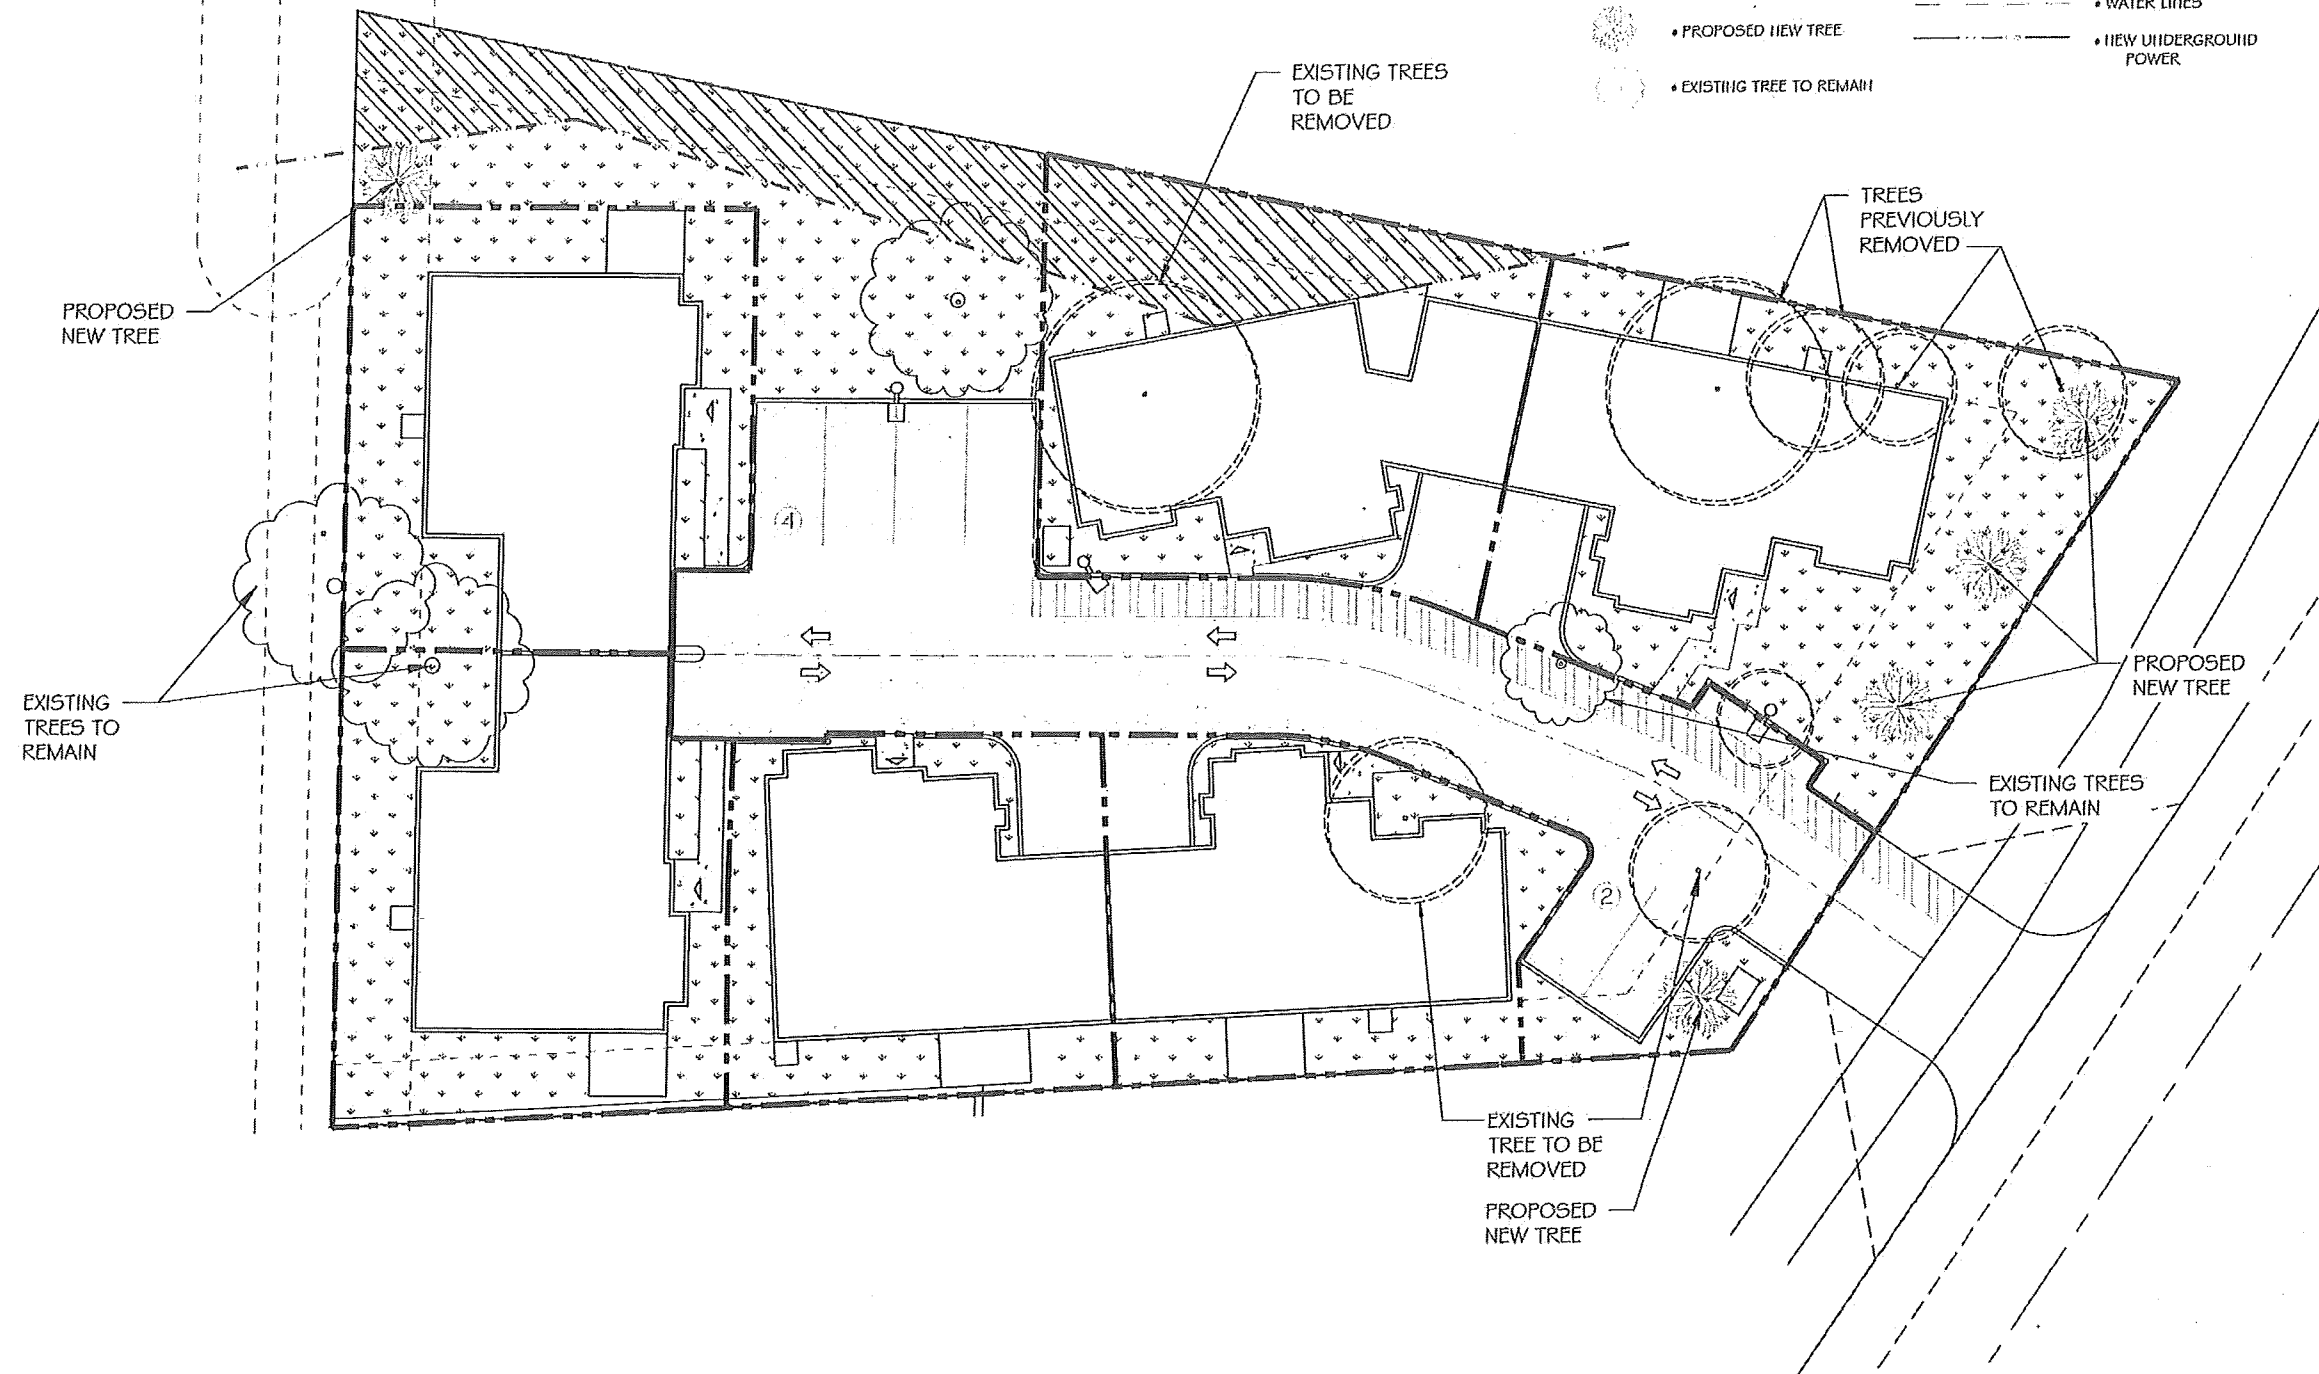 • WATER LINES
• PROPOSED NEW TREE
• NEW UNDERGROUND
POWER
• EXISTING TREE TO REMAIN
EXISTING TREES
TO BE
REMOVED
TREES
PREVIOUSLY
REMOVED
PROPOSED
NEW TREE
4
EXISTING
TREES TO
REMAIN
PROPOSED
NEW TREE
EXISTING TREES
TO REMAIN
2
EXISTING
TREE TO BE
REMOVED
PROPOSED
NEW TREE